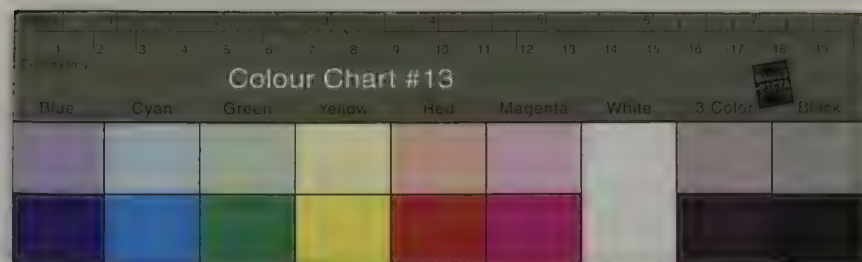 1 2 3 4 5 6 7
1 2 3 4 5 6 7 8 9 10 11 12 13 14 15 16 17 18 19
Centimetres
Colour Chart #13
Blue Cyan Green Yellow Red Magenta White 3 Color Black